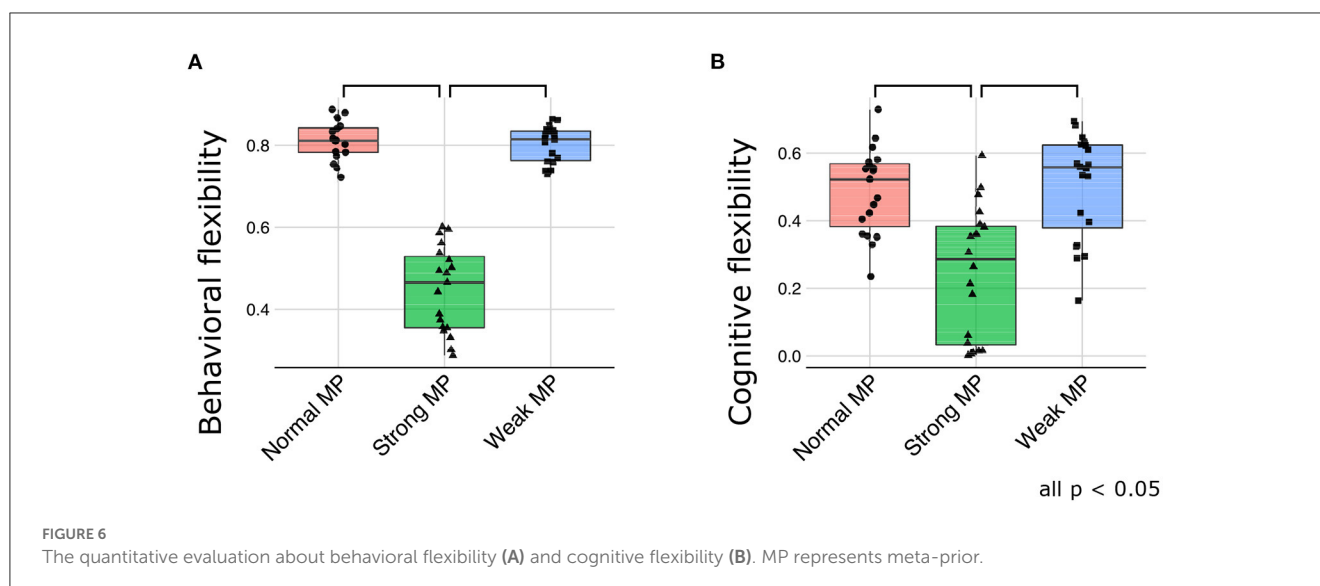 A
Behavioral flexibility
0.8
0.6
0.4
Normal MP
Strong MP
Weak MP
B
Cognitive flexibility
0.6
0.4
0.2
0.0
Normal MP
Strong MP
Weak MP
all p < 0.05
FIGURE 6
The quantitative evaluation about behavioral flexibility (A) and cognitive flexibility (B). MP represents meta-prior.